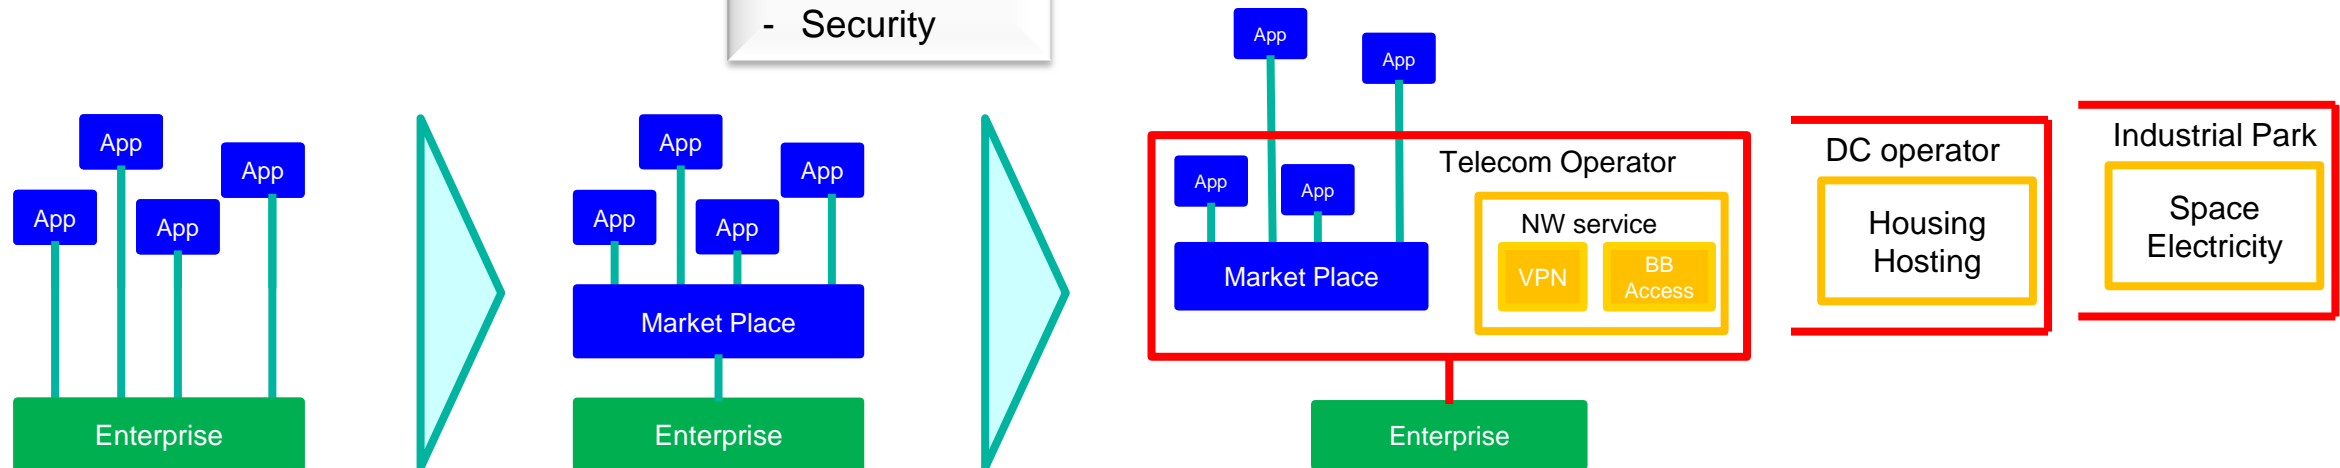 - Security
App
App
App
App
Enterprise
App
App
App
App
Market Place
Enterprise
App
App
Telecom Operator
App
App
Market Place
NW service
VPN
BB
Access
Enterprise
DC operator
Housing
Hosting
Industrial Park
Space
Electricity